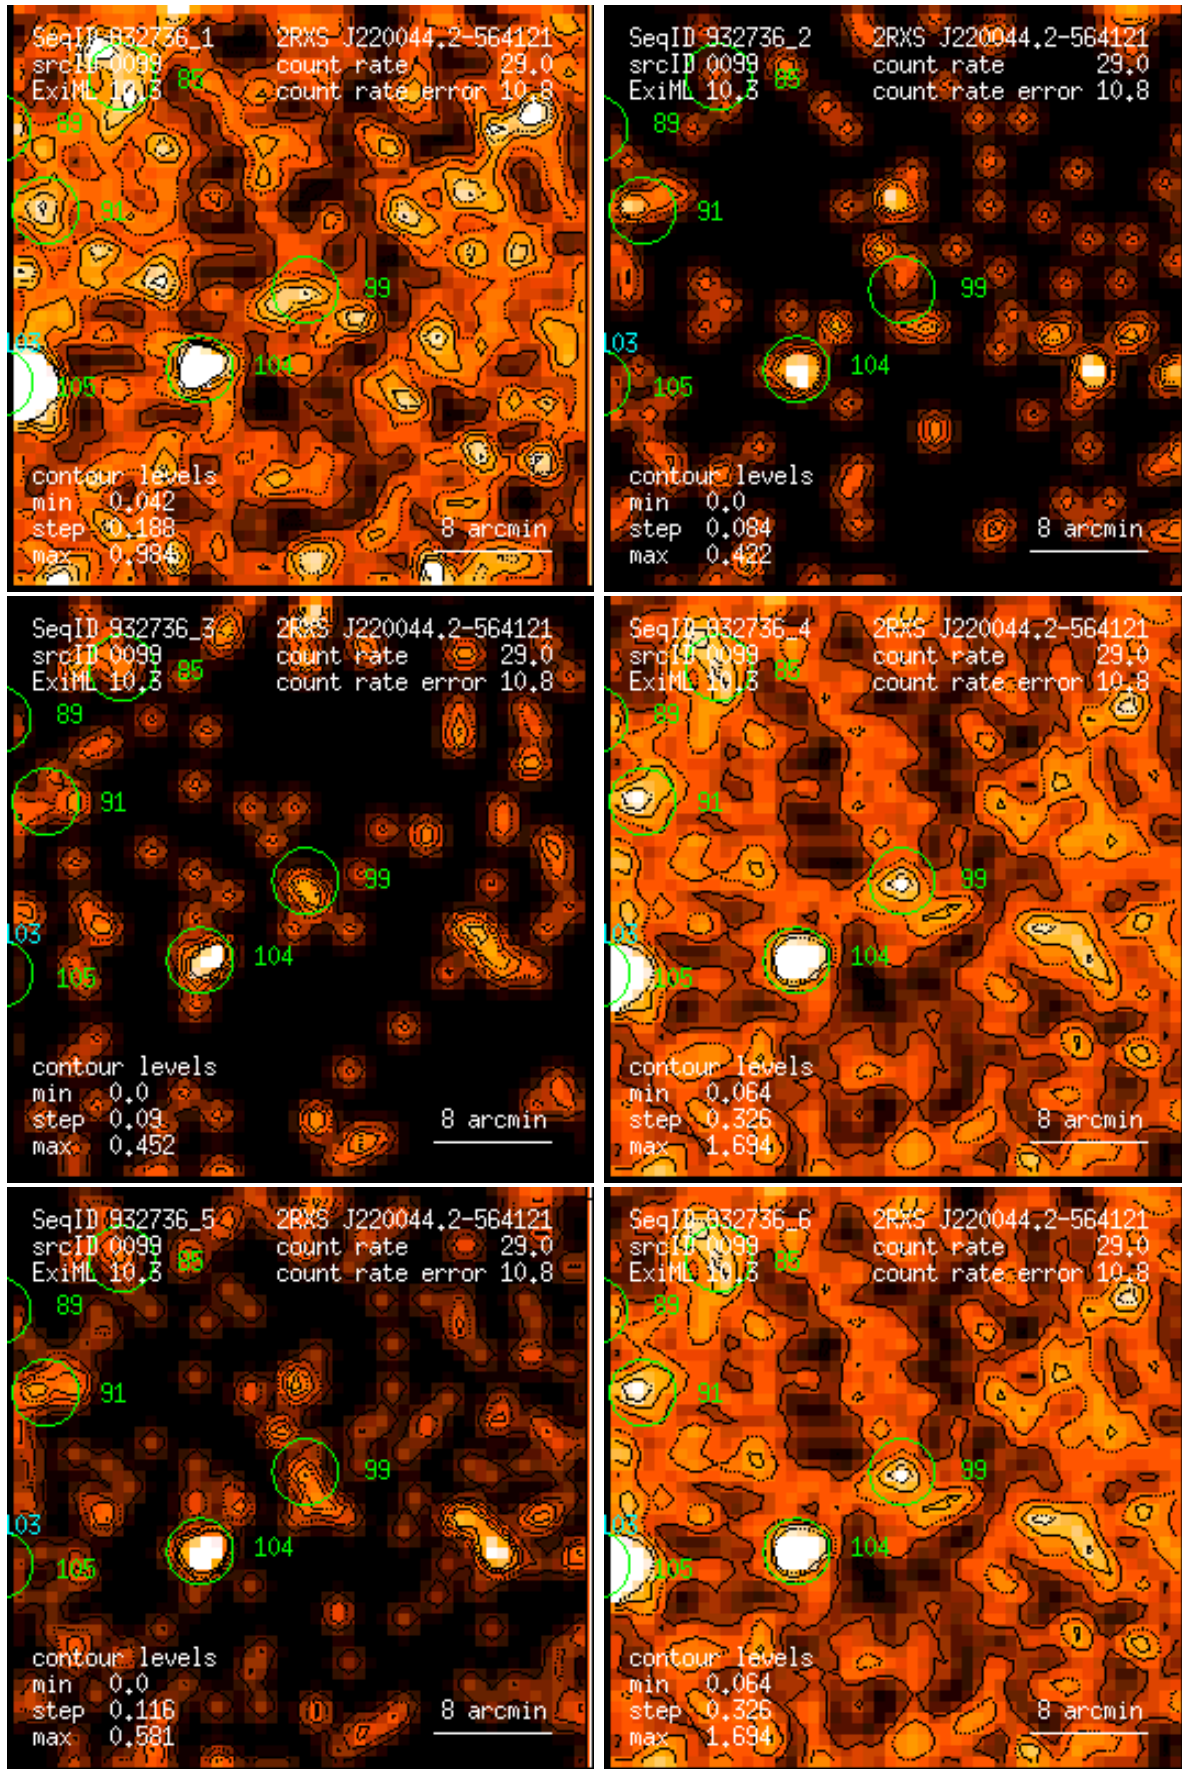 SeqID 932736_1 2RXS J220044.2-564121
srcID 0099 85 count rate 29.0
ExiML 10.3 count rate error 10.8
89
91
99
103
104
105
contour levels
min 0.042
step 0.188 8 arcmin
max 0.984
SeqID 932736_2 2RXS J220044.2-564121
srcID 0099 85 count rate 29.0
ExiML 10.3 count rate error 10.8
89
91
99
103
104
105
contour levels
min 0.0
step 0.084 8 arcmin
max 0.422
SeqID 932736_3 2RXS J220044.2-564121
srcID 0099 85 count rate 29.0
ExiML 10.3 count rate error 10.8
89
91
99
103
104
105
contour levels
min 0.0
step 0.09 8 arcmin
max 0.452
SeqID 932736_4 2RXS J220044.2-564121
srcID 0099 85 count rate 29.0
ExiML 10.3 count rate error 10.8
89
91
99
103
104
105
contour levels
min 0.064
step 0.326 8 arcmin
max 1.694
SeqID 932736_5 2RXS J220044.2-564121
srcID 0099 85 count rate 29.0
ExiML 10.3 count rate error 10.8
89
91
99
103
104
105
contour levels
min 0.0
step 0.116 8 arcmin
max 0.581
SeqID 932736_6 2RXS J220044.2-564121
srcID 0099 85 count rate 29.0
ExiML 10.3 count rate error 10.8
89
91
99
103
104
105
contour levels
min 0.064
step 0.326 8 arcmin
max 1.694